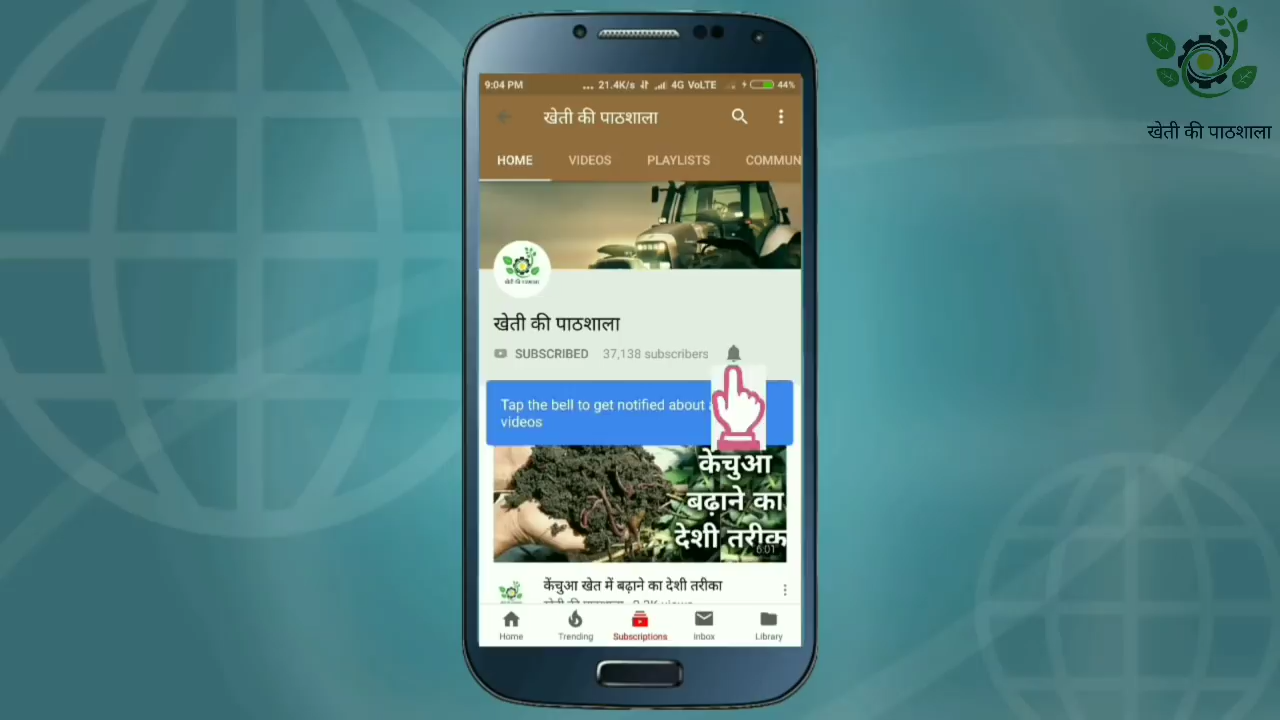 खेती की पाठशाला
9:04 PM ... 21.4K/s 4G VoLTE 44%
खेती की पाठशाला
HOME VIDEOS PLAYLISTS COMMUN
खेती की पाठशाला
खेती की पाठशाला
SUBSCRIBED 37,138 subscribers
Tap the bell to get notified about
videos
केंचुआ
बढ़ाने का
देशी तरीका
6:01
केंचुआ खेत में बढ़ाने का देशी तरीका
Home Trending Subscriptions Inbox Library